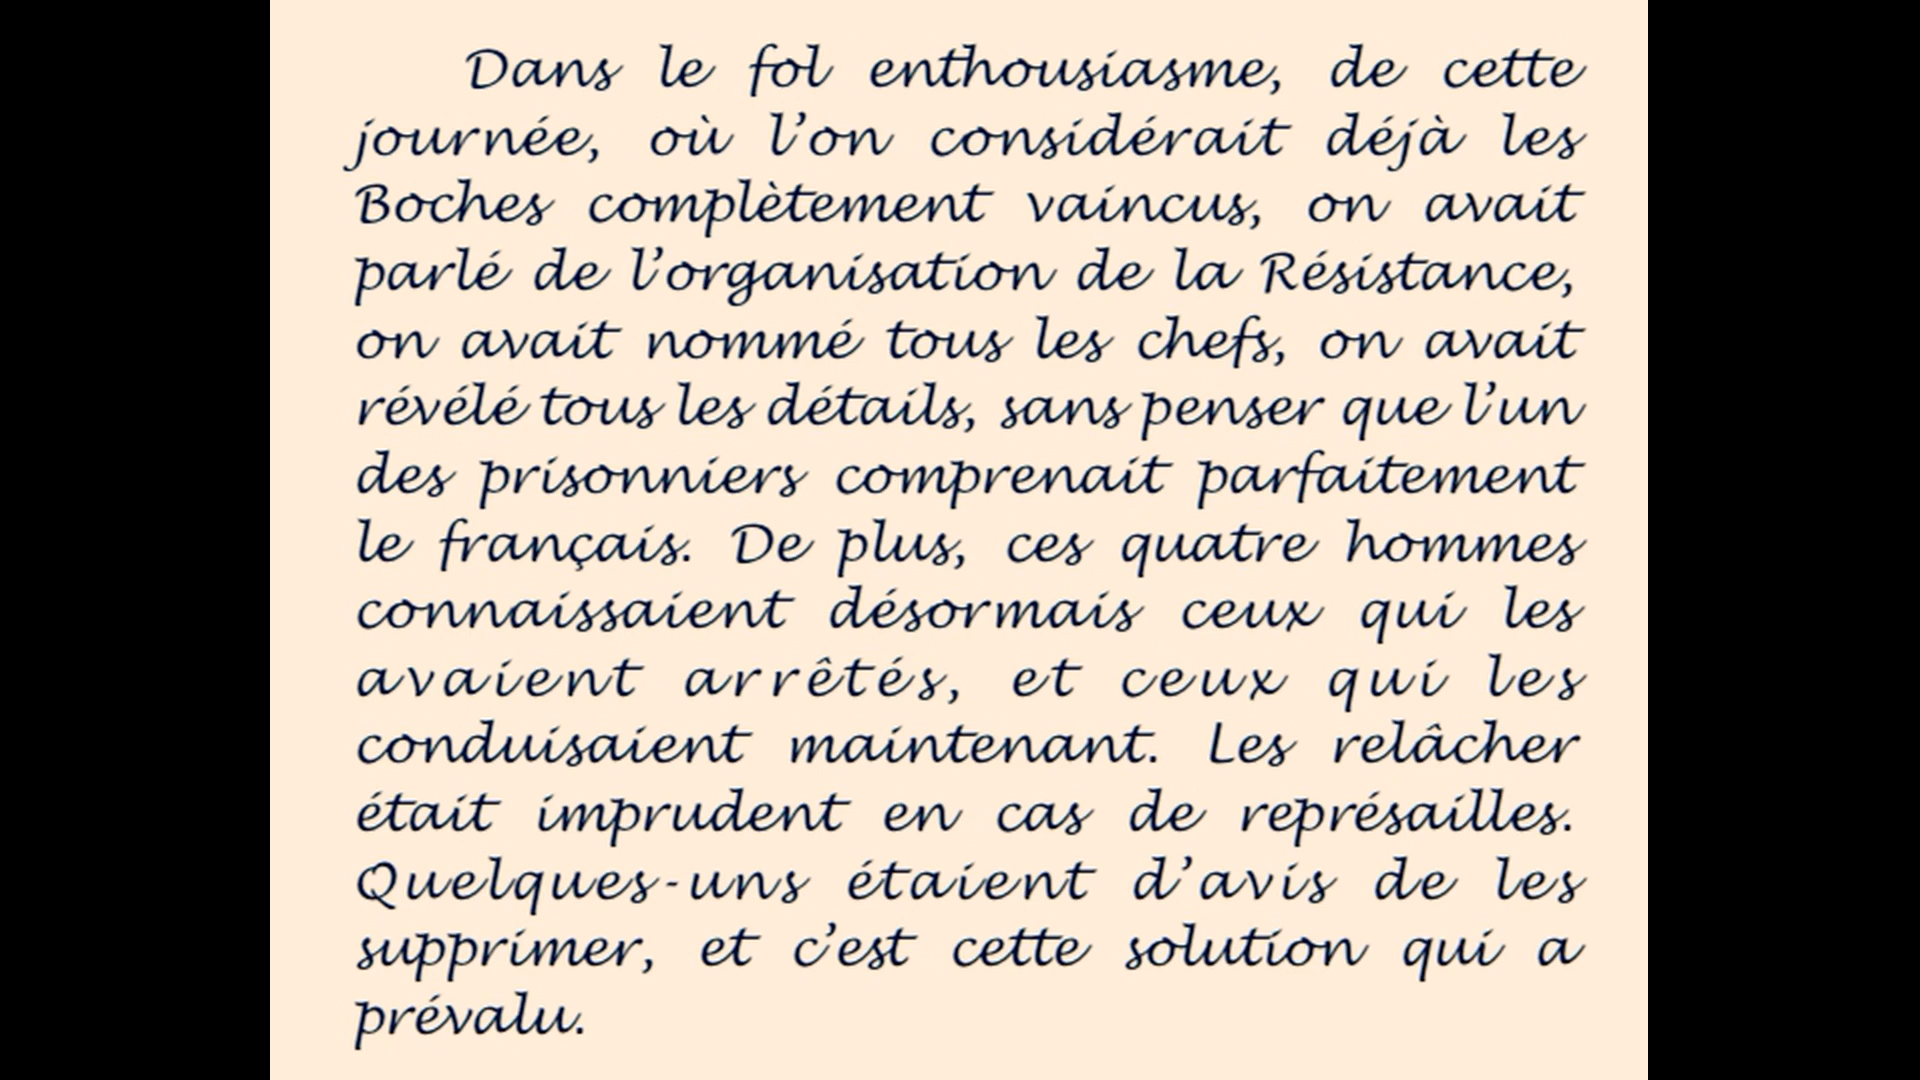 Dans le fol enthousiasme, de cette
journée, où l’on considérait déjà les
Boches complètement vaincus, on avait
parlé de l’organisation de la Résistance,
on avait nommé tous les chefs, on avait
révélé tous les détails, sans penser que l’un
des prisonniers comprenait parfaitement
le français. De plus, ces quatre hommes
connaissaient désormais ceux qui les
avaient arrêtés, et ceux qui les
conduisaient maintenant. Les relâcher
était imprudent en cas de représailles.
Quelques-uns étaient d’avis de les
supprimer, et c’est cette solution qui a
prévalu.